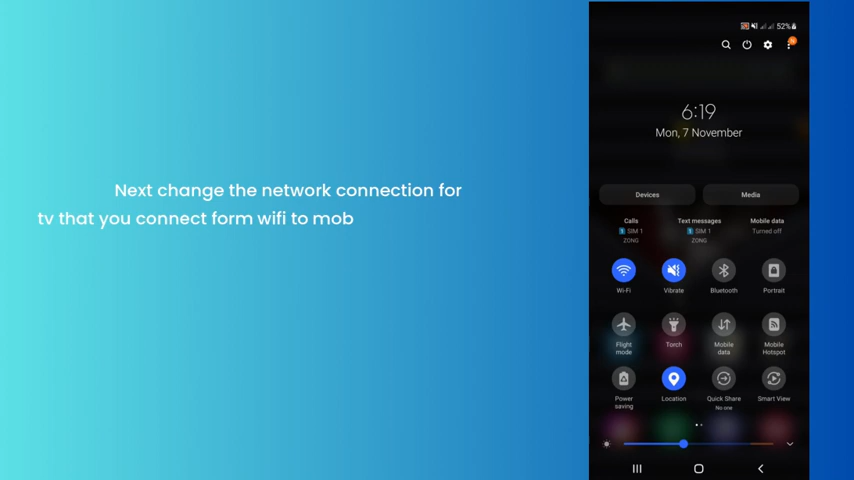 Next change the network connection for
tv that you connect form wifi to mob
52%
6:19
Mon, 7 November
Devices Media
Calls Text messages Mobile data
1 SIM 1 1 SIM 1 Turned off
ZONG ZONG
Wi-Fi Vibrate Bluetooth Portrait
Flight mode Torch Mobile data Mobile Hotspot
Power saving Location Quick Share No one Smart View